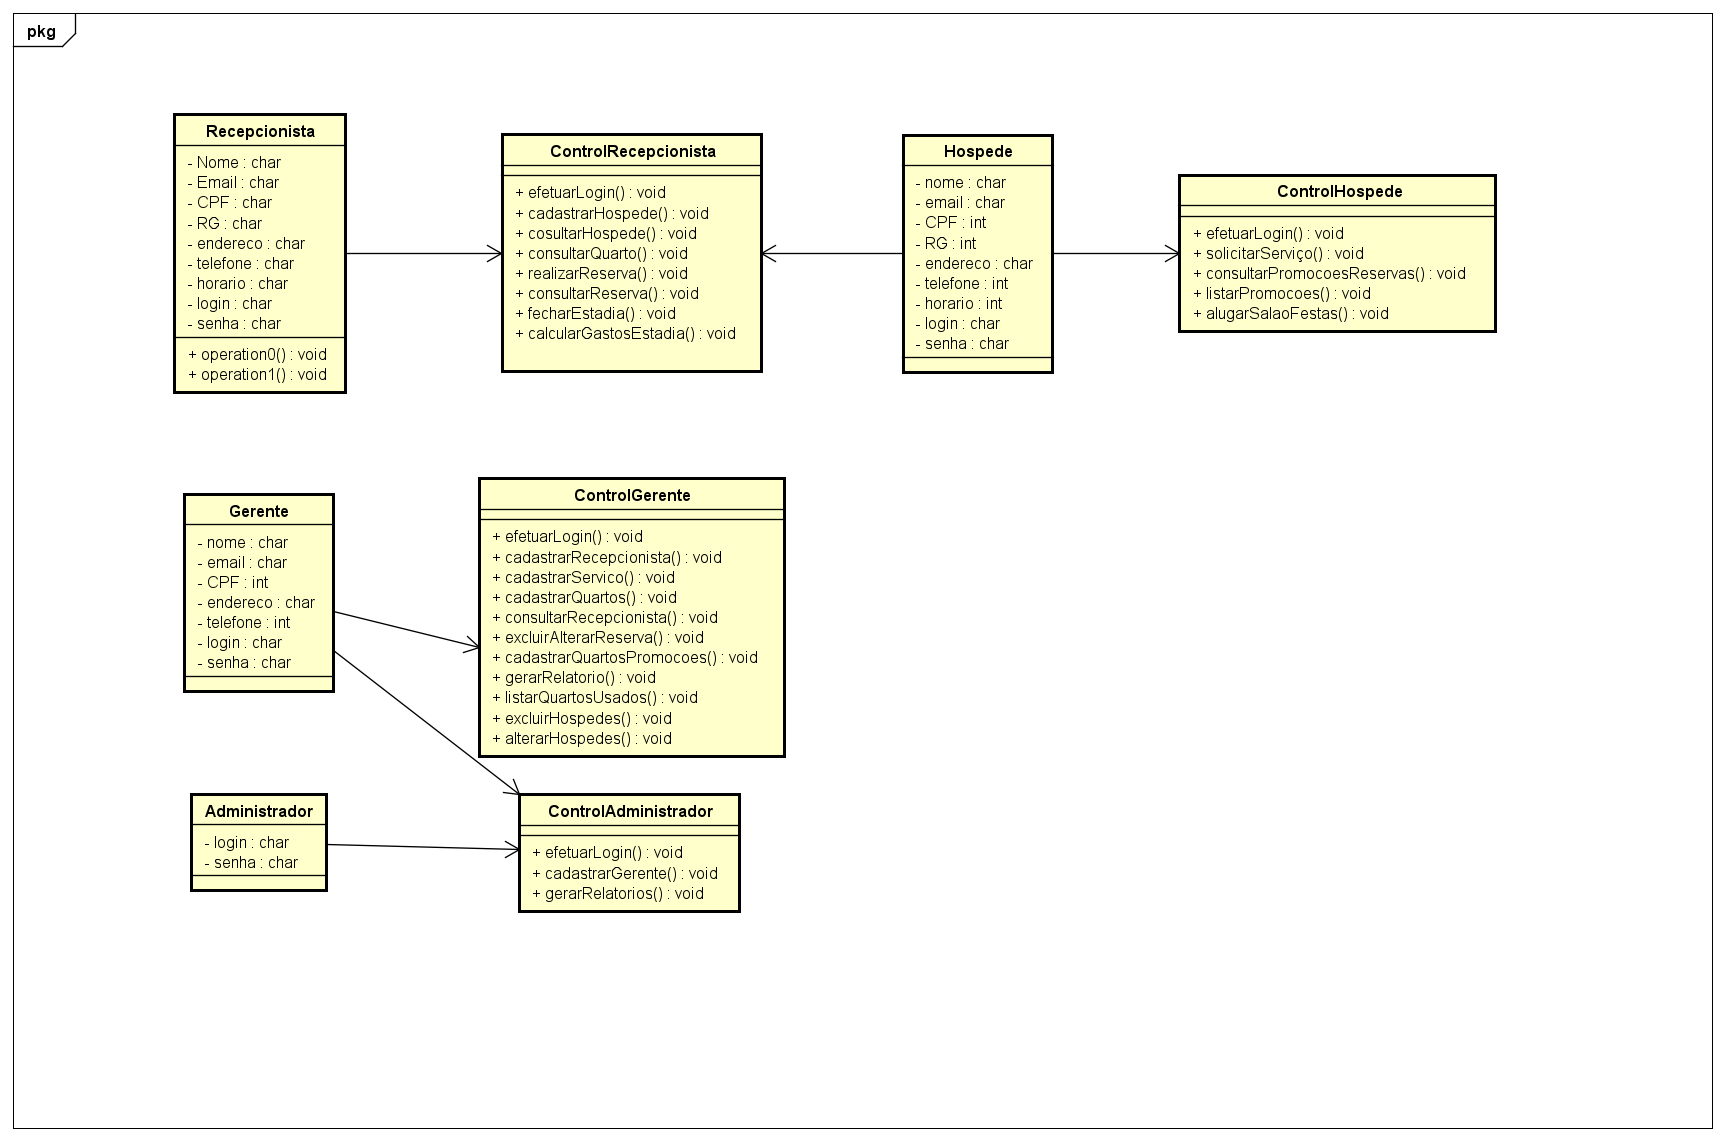 pkg
Recepcionista
- Nome : char
- Email : char
- CPF : char
- RG : char
- endereco : char
- telefone : char
- horario : char
- login : char
- senha : char
+ operation0() : void
+ operation1() : void
ControlRecepcionista
+ efetuarLogin() : void
+ cadastrarHospede() : void
+ cosultarHospede() : void
+ consultarQuarto() : void
+ realizarReserva() : void
+ consultarReserva() : void
+ fecharEstadia() : void
+ calcularGastosEstadia() : void
Hospede
- nome : char
- email : char
- CPF : int
- RG : int
- endereco : char
- telefone : int
- horario : int
- login : char
- senha : char
ControlHospede
+ efetuarLogin() : void
+ solicitarServiço() : void
+ consultarPromocoesReservas() : void
+ listarPromocoes() : void
+ alugarSalaoFestas() : void
Gerente
- nome : char
- email : char
- CPF : int
- endereco : char
- telefone : int
- login : char
- senha : char
ControlGerente
+ efetuarLogin() : void
+ cadastrarRecepcionista() : void
+ cadastrarServico() : void
+ cadastrarQuartos() : void
+ consultarRecepcionista() : void
+ excluirAlterarReserva() : void
+ cadastrarQuartosPromocoes() : void
+ gerarRelatorio() : void
+ listarQuartosUsados() : void
+ excluirHospedes() : void
+ alterarHospedes() : void
Administrador
- login : char
- senha : char
ControlAdministrador
+ efetuarLogin() : void
+ cadastrarGerente() : void
+ gerarRelatorios() : void